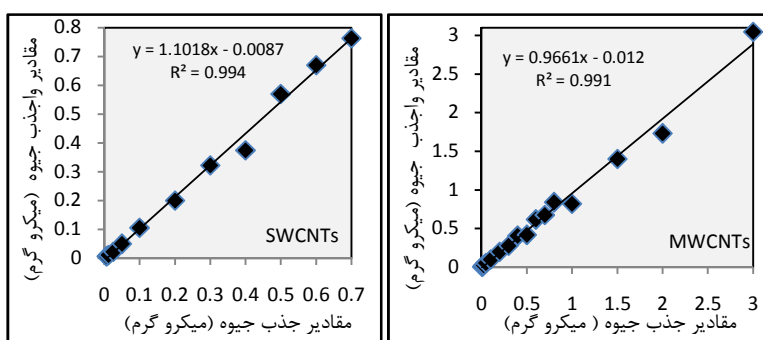 مقادیر واجذب جیوه (میکرو گرم)
0.8
0.7
0.6
0.5
0.4
0.3
0.2
0.1
0
y = 1.1018x - 0.0087
R² = 0.994
SWCNTs
0 0.1 0.2 0.3 0.4 0.5 0.6 0.7
مقادیر جذب جیوه (میکرو گرم)
مقادیر واجذب جیوه (میکرو گرم)
3
2.5
2
1.5
1
0.5
0
y = 0.9661x - 0.012
R² = 0.991
MWCNTs
0 0.5 1 1.5 2 2.5 3
مقادیر جذب جیوه ( میکرو گرم)